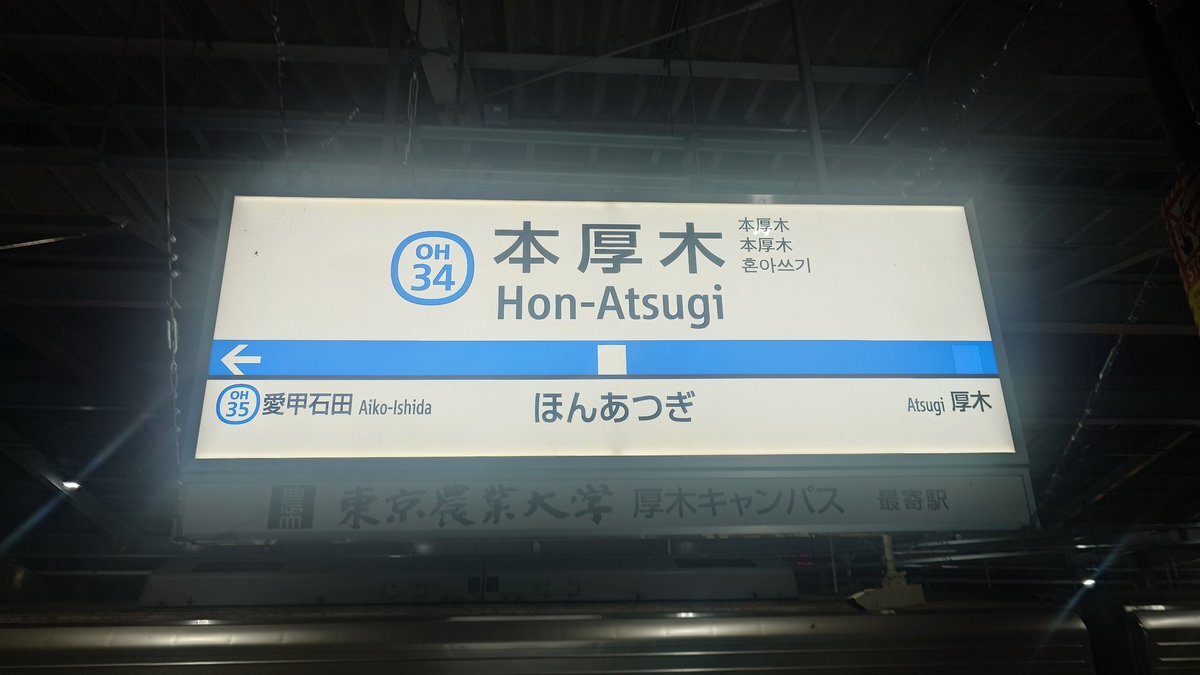 OH
34
本厚木
本厚木
本厚木
혼아쓰기
Hon-Atsugi
←
OH
35
愛甲石田 Aiko-Ishida
ほんあつぎ
Atsugi 厚木
東京農業大学 厚木キャンパス 最寄駅